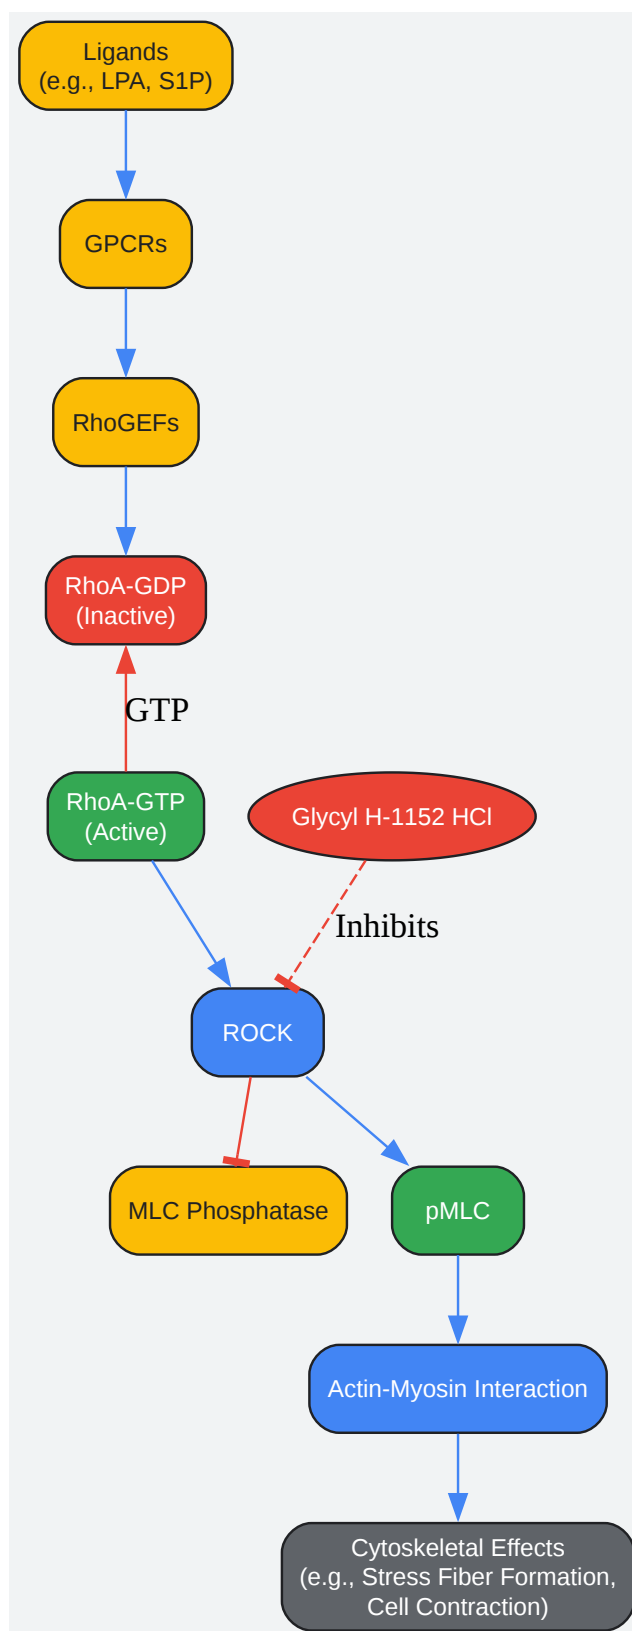 Ligands
(e.g., LPA, S1P)
GPCRs
RhoGEFs
RhoA-GDP
(Inactive)
GTP
RhoA-GTP
(Active)
Glycyl H-1152 HCl
Inhibits
ROCK
MLC Phosphatase
pMLC
Actin-Myosin Interaction
Cytoskeletal Effects
(e.g., Stress Fiber Formation,
Cell Contraction)